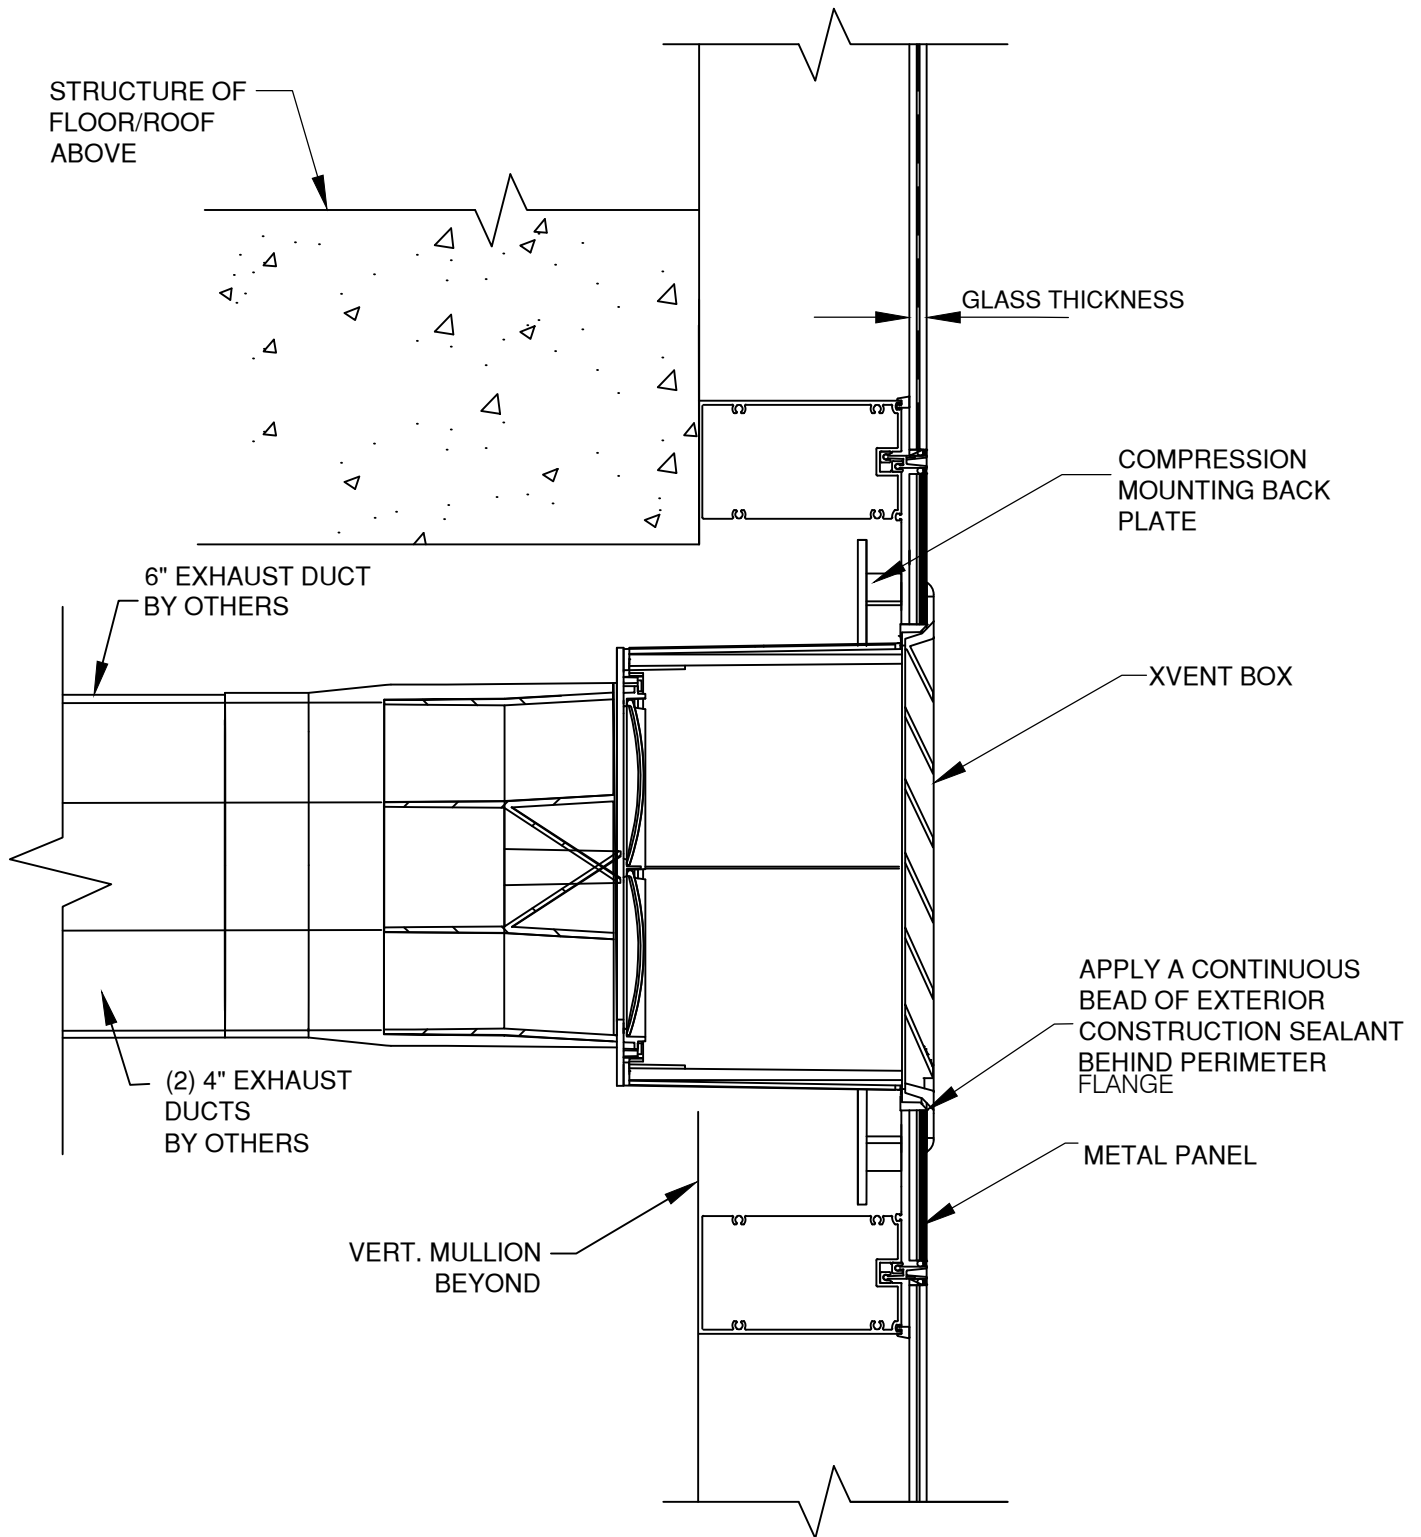 STRUCTURE OF
FLOOR/ROOF
ABOVE
GLASS THICKNESS
COMPRESSION
MOUNTING BACK
PLATE
6" EXHAUST DUCT
BY OTHERS
XVENT BOX
APPLY A CONTINUOUS
BEAD OF EXTERIOR
CONSTRUCTION SEALANT
BEHIND PERIMETER
FLANGE
(2) 4" EXHAUST
DUCTS
BY OTHERS
METAL PANEL
VERT. MULLION
BEYOND